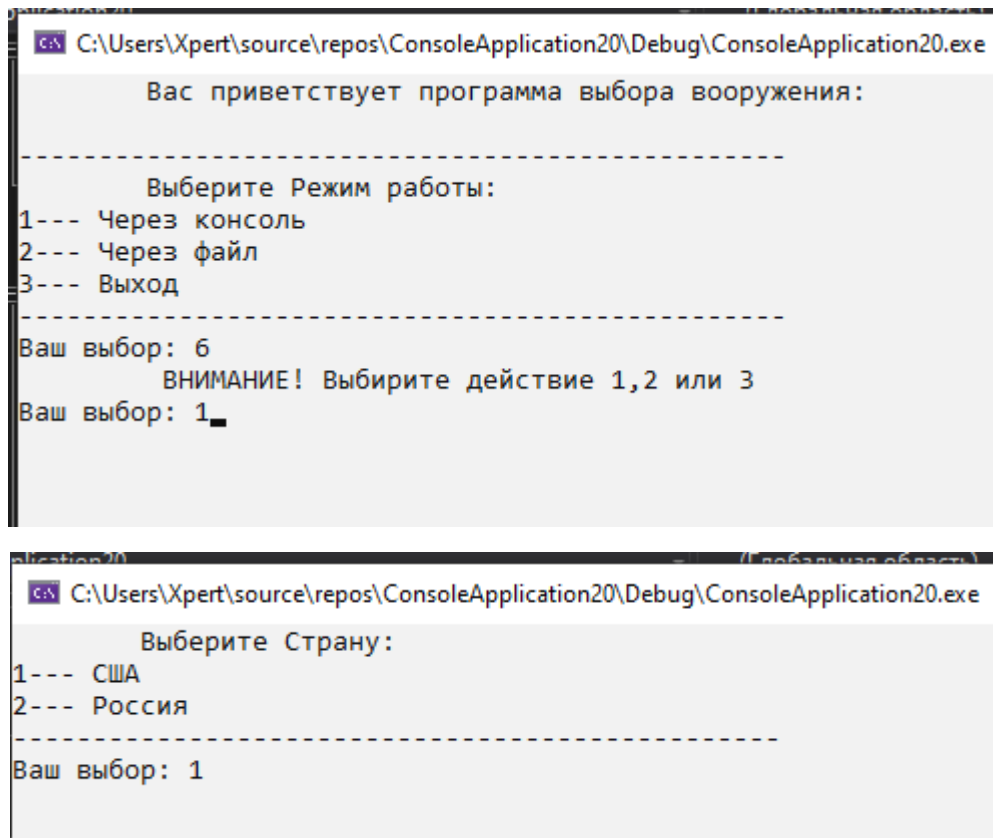 C:\Users\Xpert\source\repos\ConsoleApplication20\Debug\ConsoleApplication20.exe
Вас приветствует программа выбора вооружения:
------------------------------------------------
Выберите Режим работы:
1--- Через консоль
2--- Через файл
3--- Выход
------------------------------------------------
Ваш выбор: 6
ВНИМАНИЕ! Выбирите действие 1,2 или 3
Ваш выбор: 1
C:\Users\Xpert\source\repos\ConsoleApplication20\Debug\ConsoleApplication20.exe
Выберите Страну:
1--- США
2--- Россия
------------------------------------------------
Ваш выбор: 1